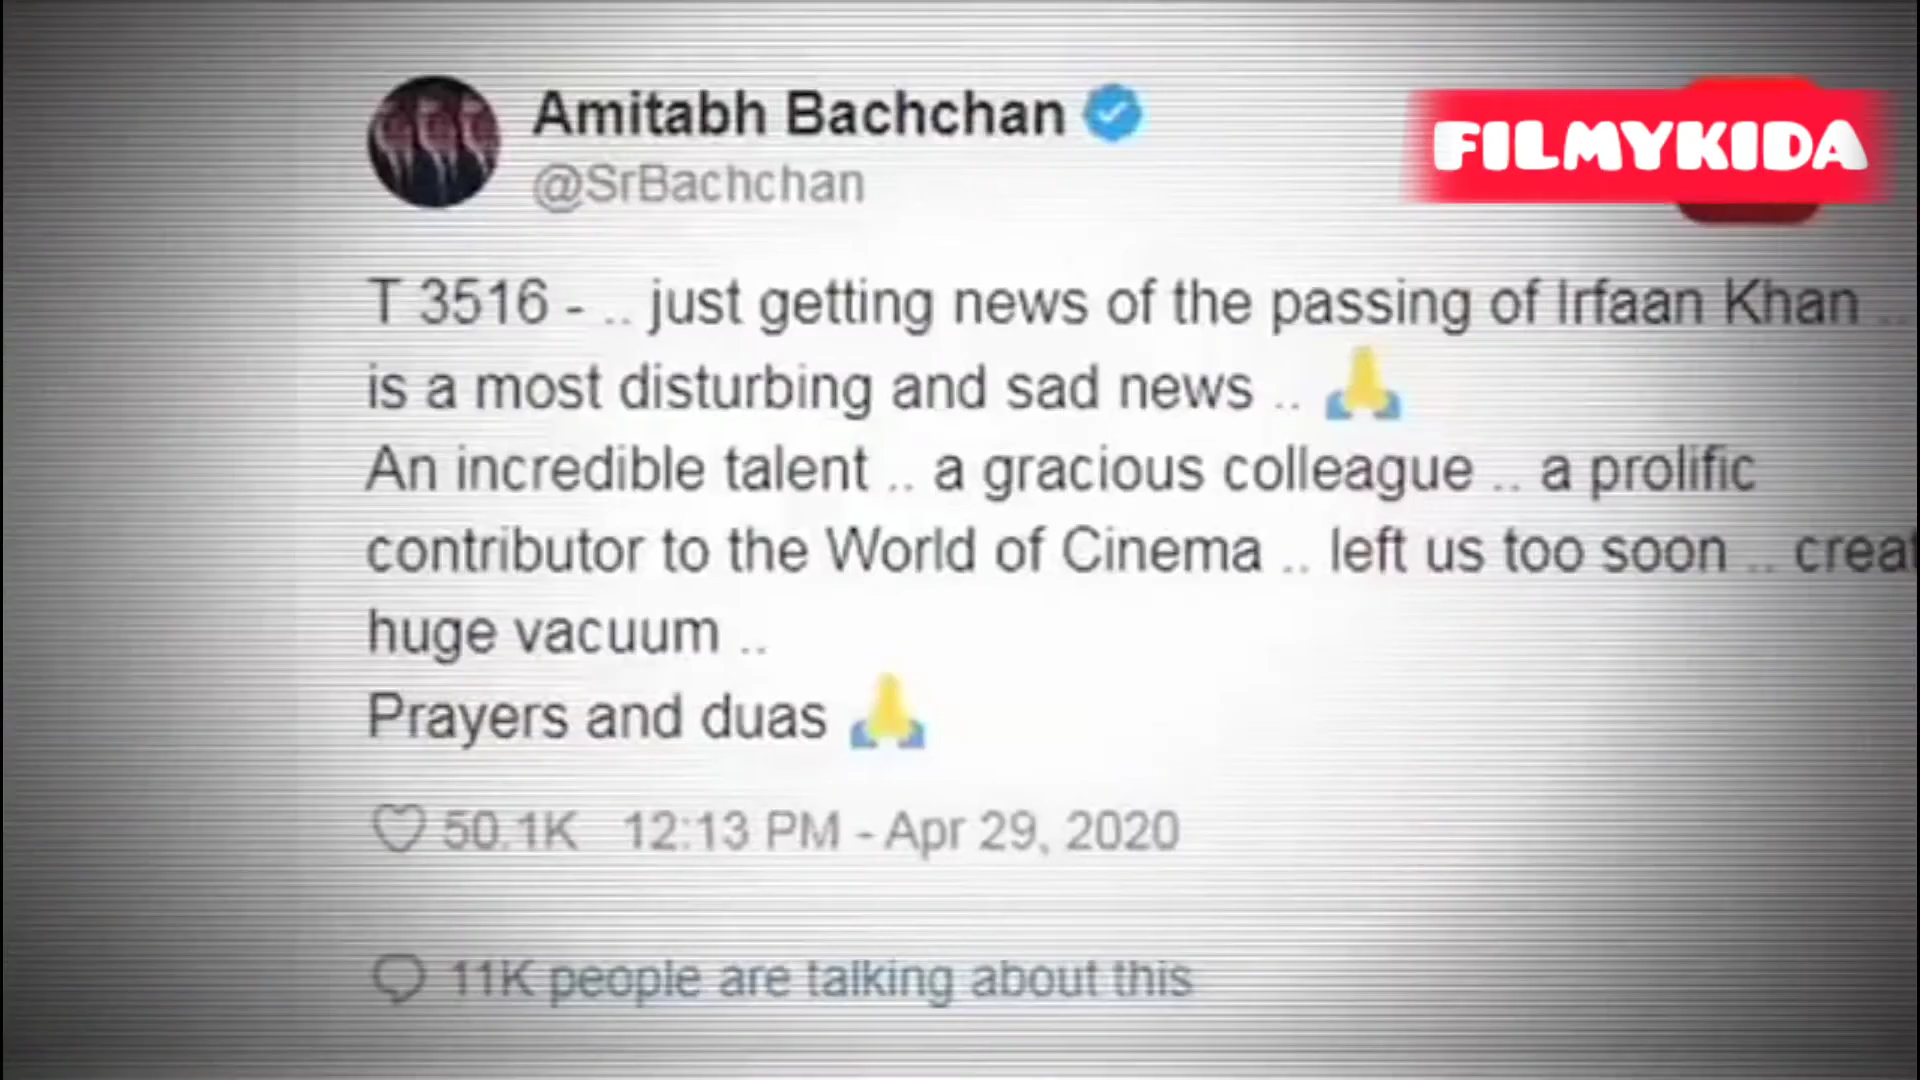 Amitabh Bachchan
@SrBachchan
FILMYKIDA
T 3516 - .. just getting news of the passing of Irfaan Khan ..
is a most disturbing and sad news .. 🙏
An incredible talent .. a gracious colleague .. a prolific
contributor to the World of Cinema .. left us too soon ..
huge vacuum ..
Prayers and duas 🙏
50.1K 12:13 PM - Apr 29, 2020
11K people are talking about this